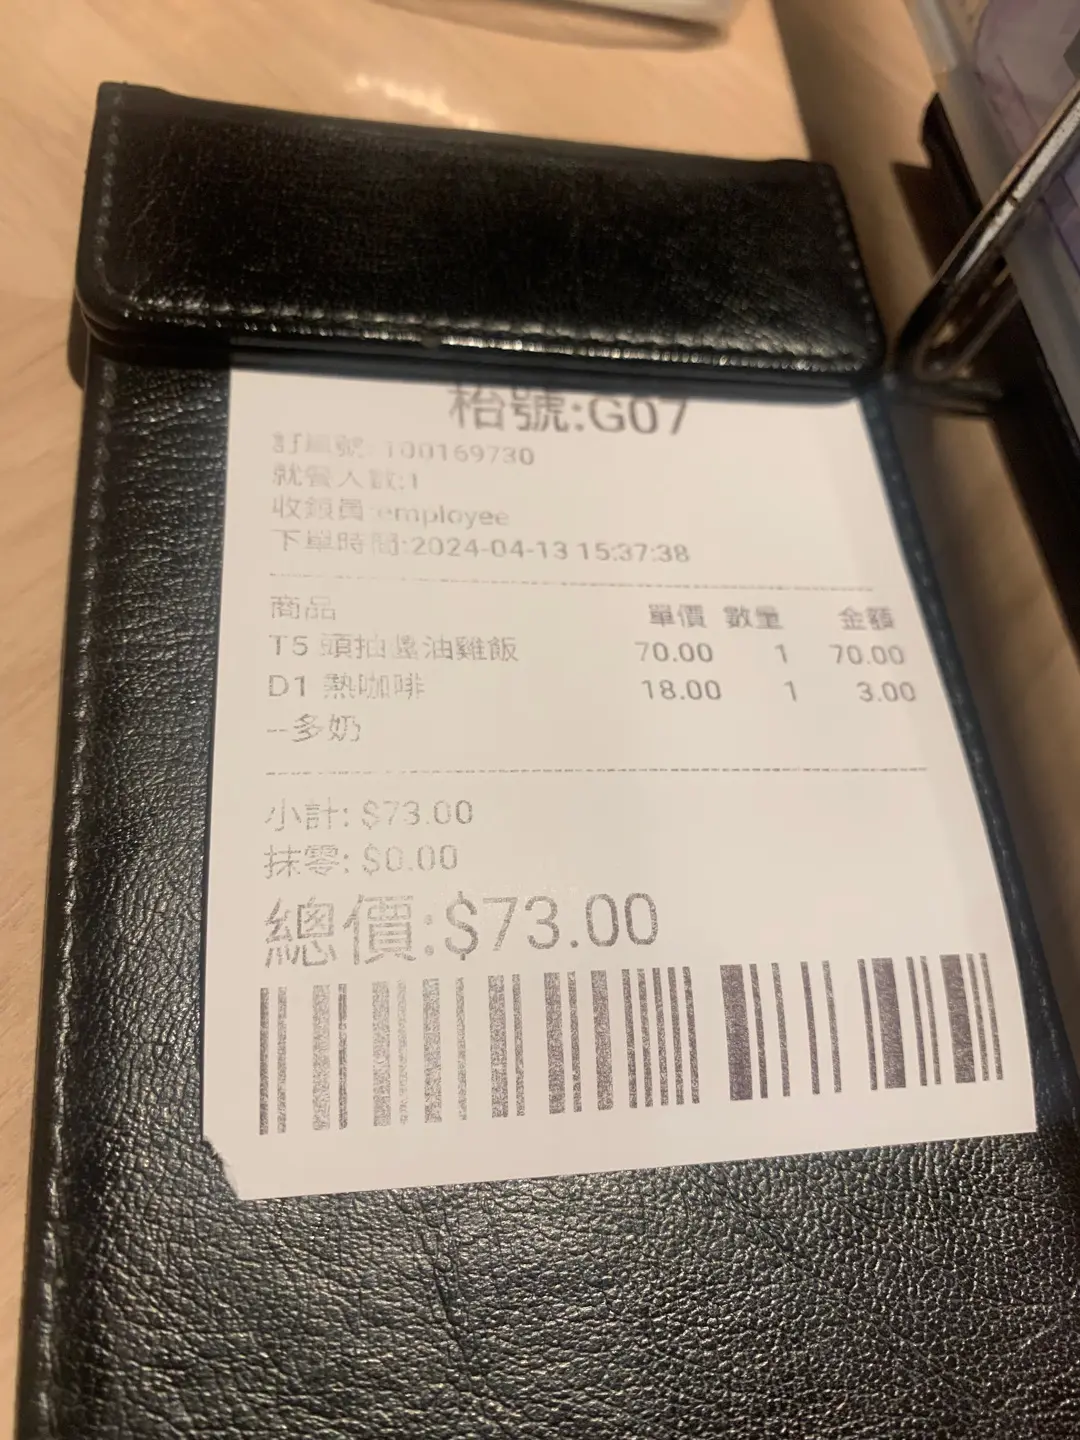 枱號:G07
訂單號: 100169730
就餐人數:1
收銀員:employee
下單時間:2024-04-13 15:37:38
商品 單價 數量 金額
T5 頭抽豉油雞飯 70.00 1 70.00
D1 熱咖啡 18.00 1 3.00
--多奶
小計: $73.00
抹零: $0.00
總價:$73.00